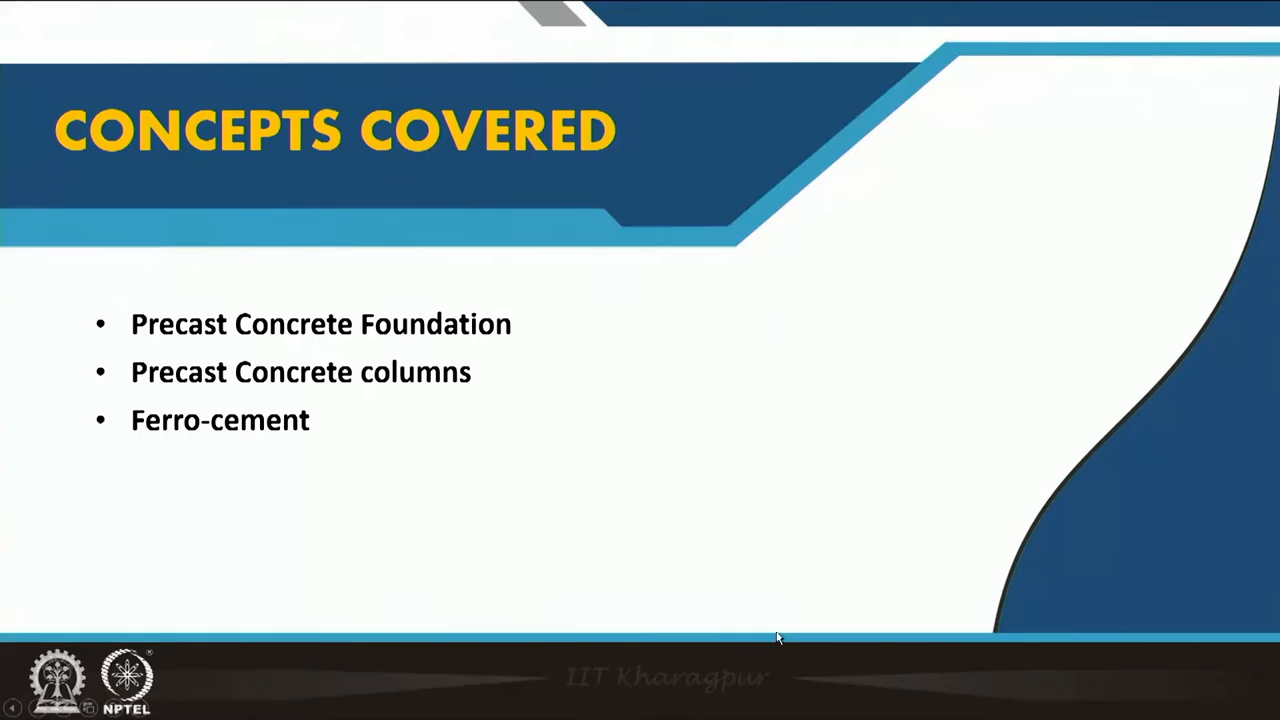 CONCEPTS COVERED
• Precast Concrete Foundation
• Precast Concrete columns
• Ferro-cement
IIT Kharagpur
NPTEL